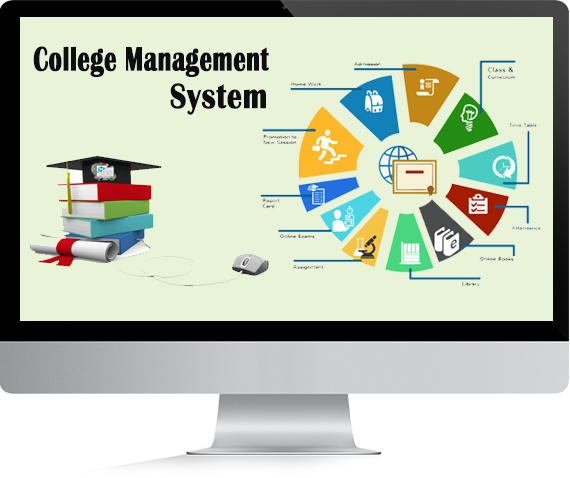 College Management
System
Admission
Home Work
Class &
Curriculum
Time Table
Promotion to
New Session
Report
Card
Attendance
Online Exams
Online Books
Assignment
Library